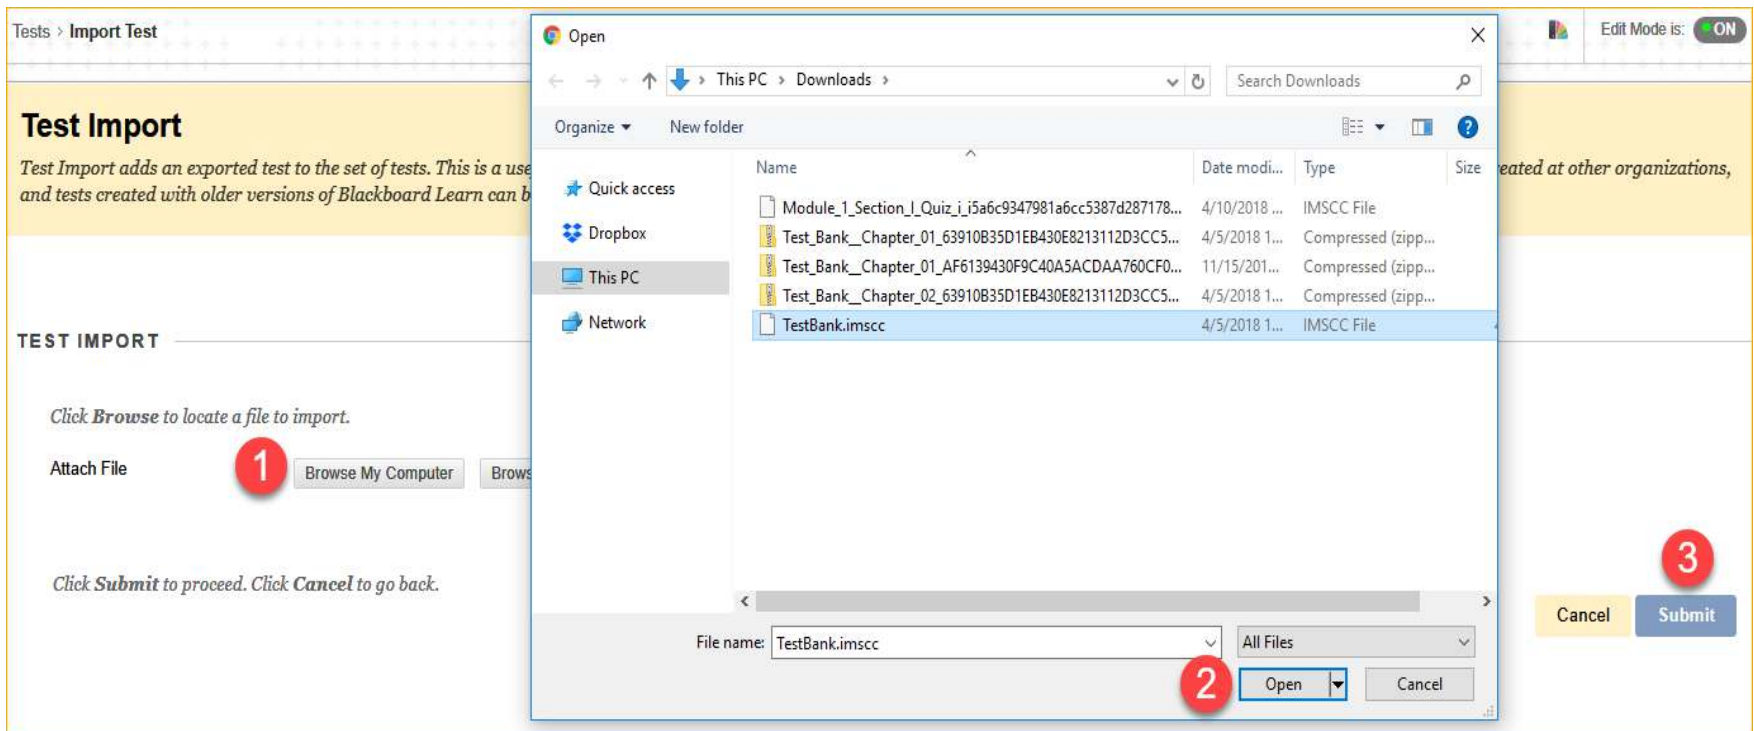 Tests > Import Test
Edit Mode is: ON
Test Import
Test Import adds an exported test to the set of tests. This is a
eated at other organizations,
and tests created with older versions of Blackboard Learn can
TEST IMPORT
Click Browse to locate a file to import.
Attach File
1
Browse My Computer
Brows
Click Submit to proceed. Click Cancel to go back.
Open
This PC > Downloads >
Search Downloads
Organize
New folder
Quick access
Dropbox
This PC
Network
Name Date modi... Type Size
Module_1_Section_I_Quiz_i_i5a6c9347981a6cc5387d287178... 4/10/2018 ... IMSCC File
Test_Bank__Chapter_01_63910B35D1EB430E8213112D3CC5... 4/5/2018 1... Compressed (zipp...
Test_Bank__Chapter_01_AF6139430F9C40A5ACDAA760CF0... 11/15/201... Compressed (zipp...
Test_Bank__Chapter_02_63910B35D1EB430E8213112D3CC5... 4/5/2018 1... Compressed (zipp...
TestBank.imscc 4/5/2018 1... IMSCC File
File name: TestBank.imscc
All Files
2
Open
Cancel
3
Cancel
Submit